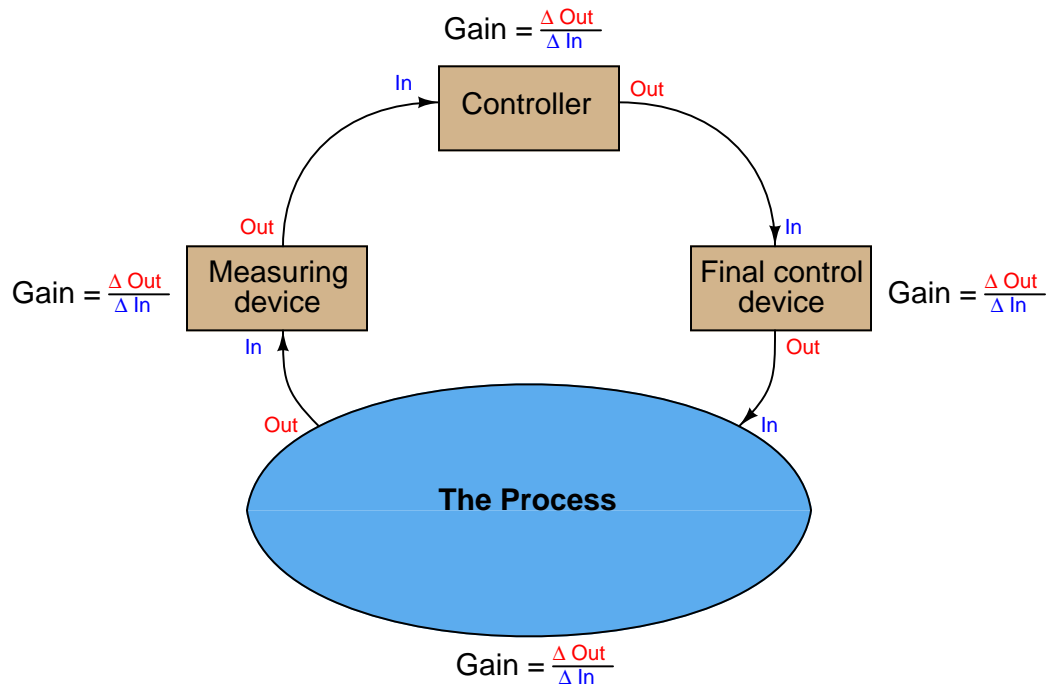 Gain = Δ Out / Δ In
In
Controller
Out
Out
In
Measuring
device
Final control
device
Gain = Δ Out / Δ In
Gain = Δ Out / Δ In
In
Out
Out
In
The Process
Gain = Δ Out / Δ In